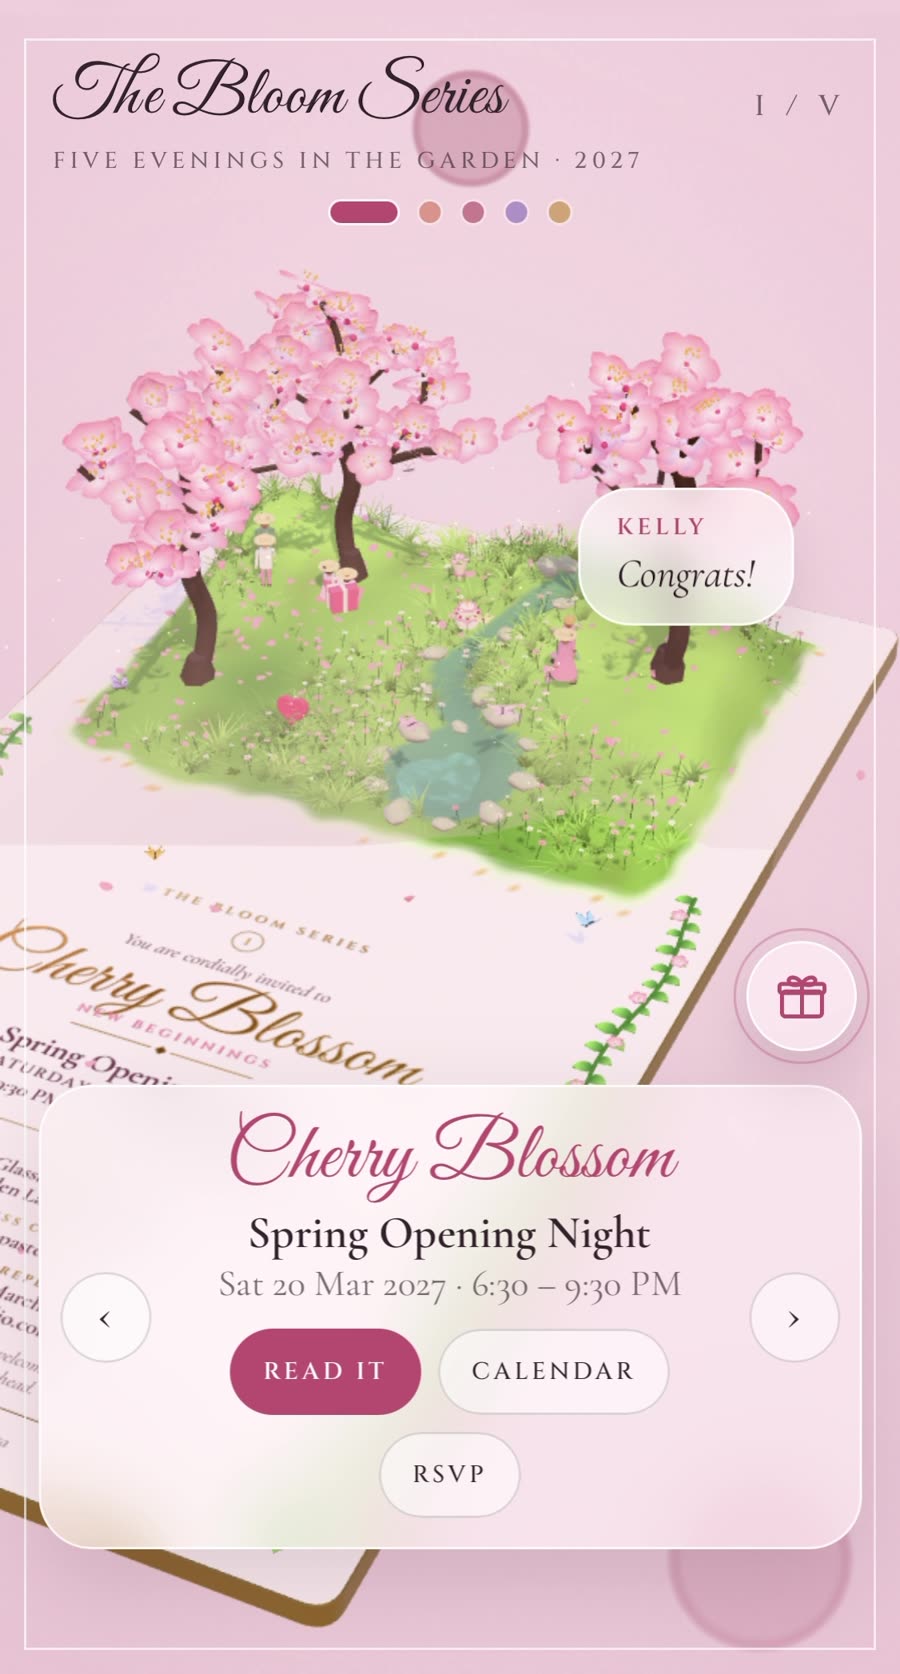 The Bloom Series
I / V
FIVE EVENINGS IN THE GARDEN · 2027
KELLY
Congrats!
THE BLOOM SERIES
1
You are cordially invited to
Cherry Blossom
NEW BEGINNINGS
Spring
Cherry Blossom
Spring Opening Night
Sat 20 Mar 2027 · 6:30 – 9:30 PM
‹
›
READ IT
CALENDAR
RSVP